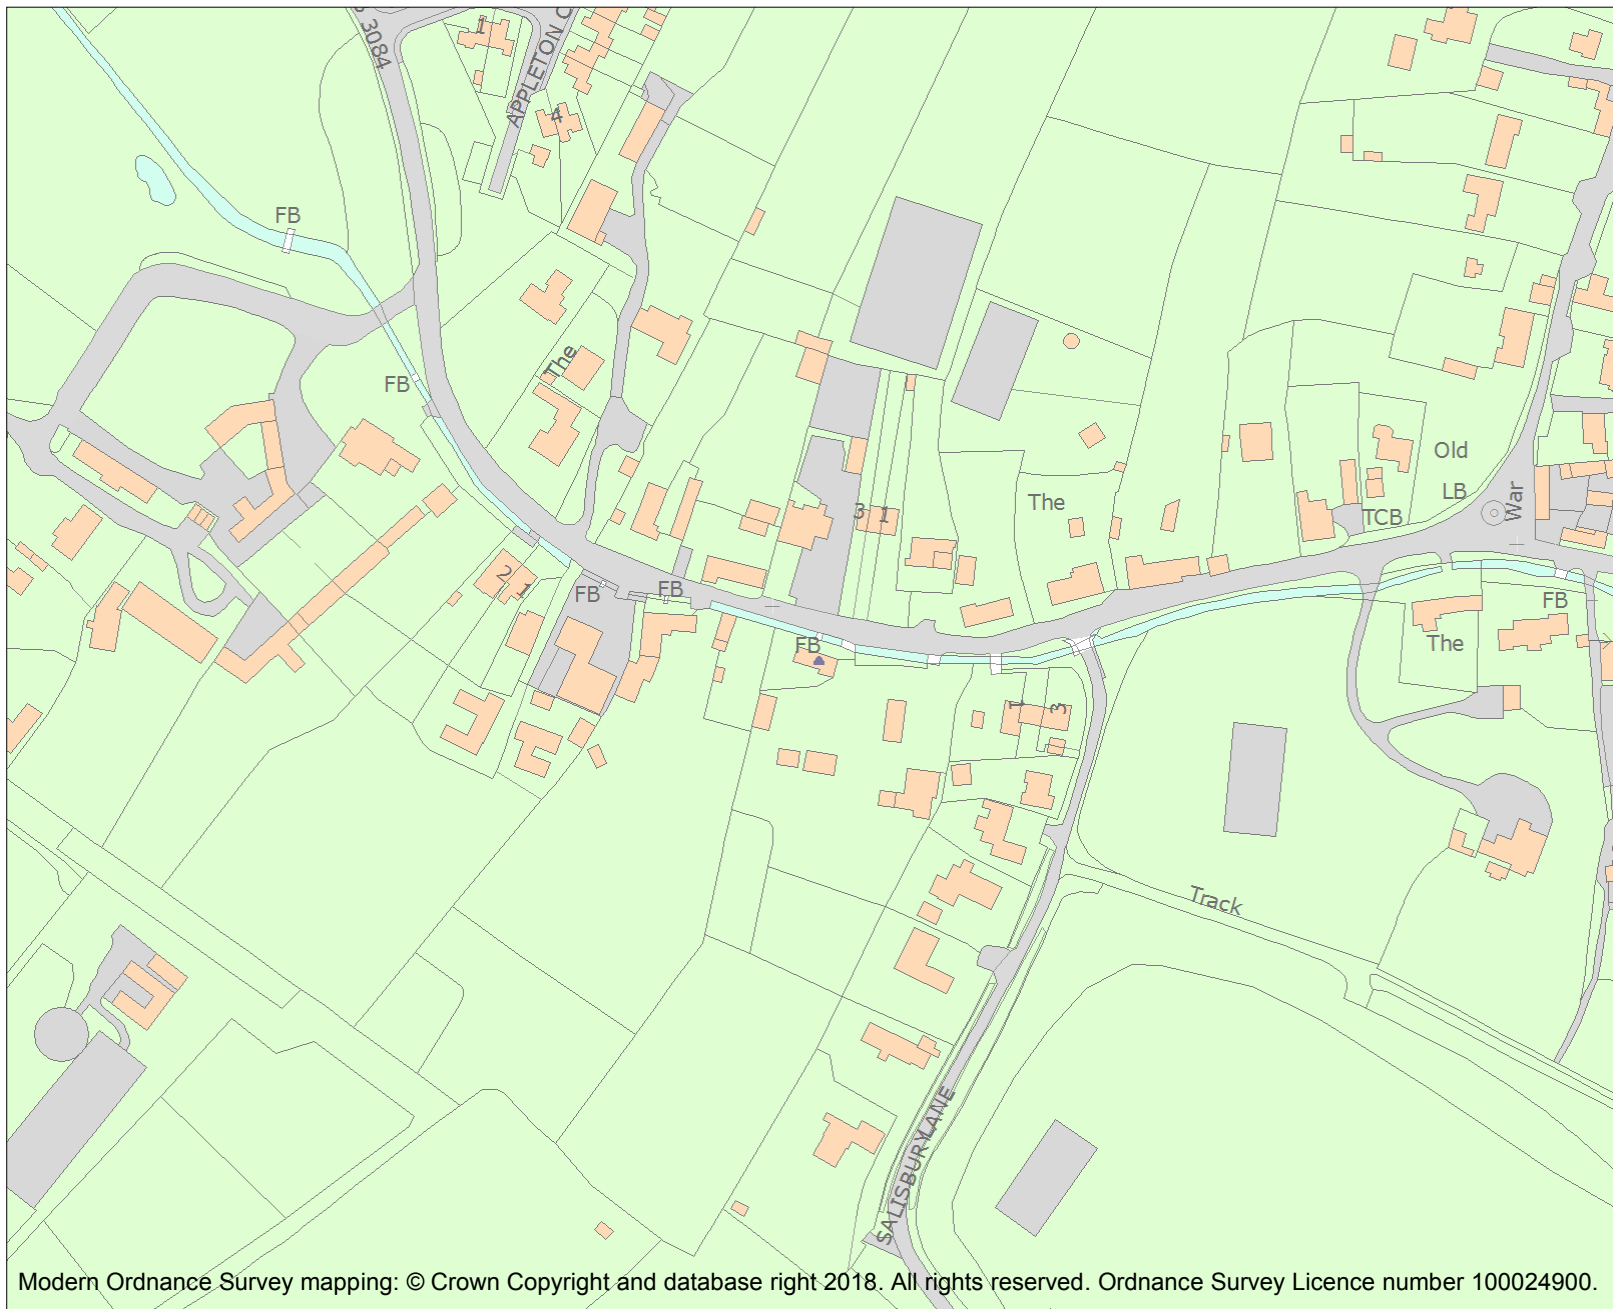 3084
1
APPLETON C
4
FB
FB
The
Old
LB
War
TCB
The
3 1
2
1
FB
FB
FB
FB
The
1
3
Track
SALISBURY LANE
Modern Ordnance Survey mapping: © Crown Copyright and database right 2018. All rights reserved. Ordnance Survey Licence number 100024900.